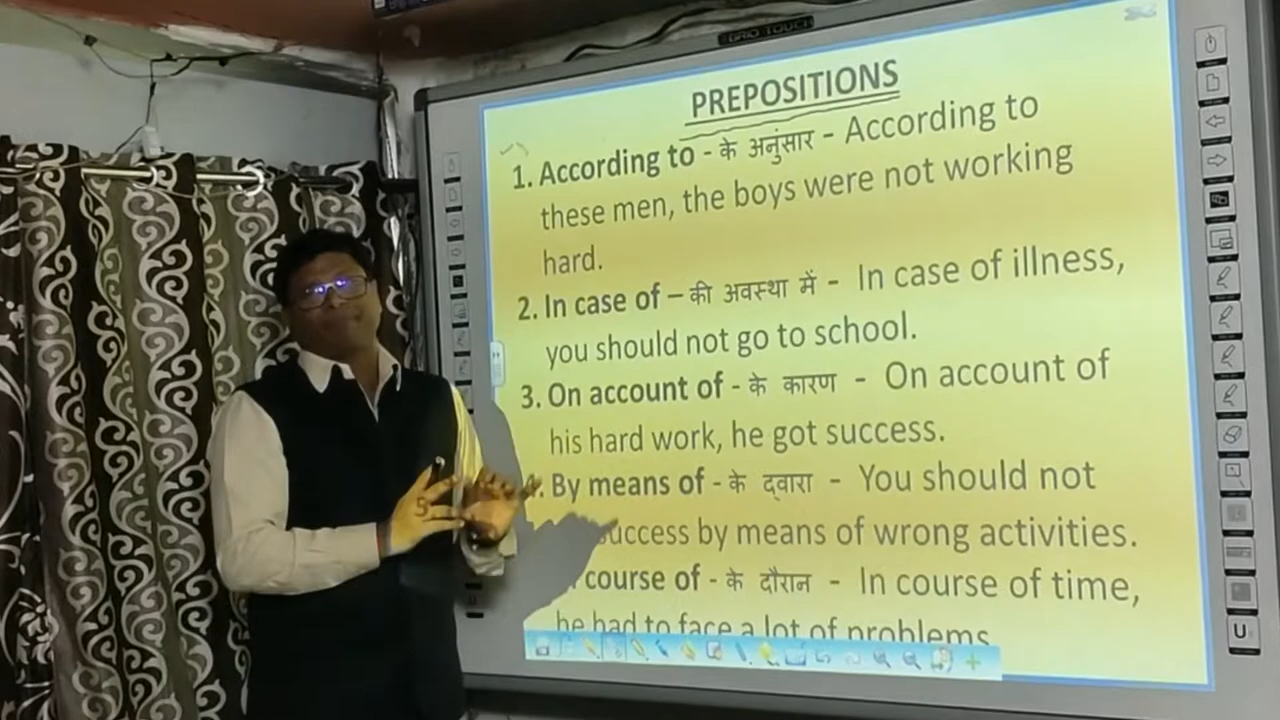 BRIO TOUCH
PREPOSITIONS
1. According to - के अनुंसार - According to
these men, the boys were not working
hard.
2. In case of – की अवस्था में - In case of illness,
you should not go to school.
3. On account of - के कारण - On account of
his hard work, he got success.
4. By means of - के द्वारा - You should not
success by means of wrong activities.
course of - के दौरान - In course of time,
he had to face a lot of problems
U